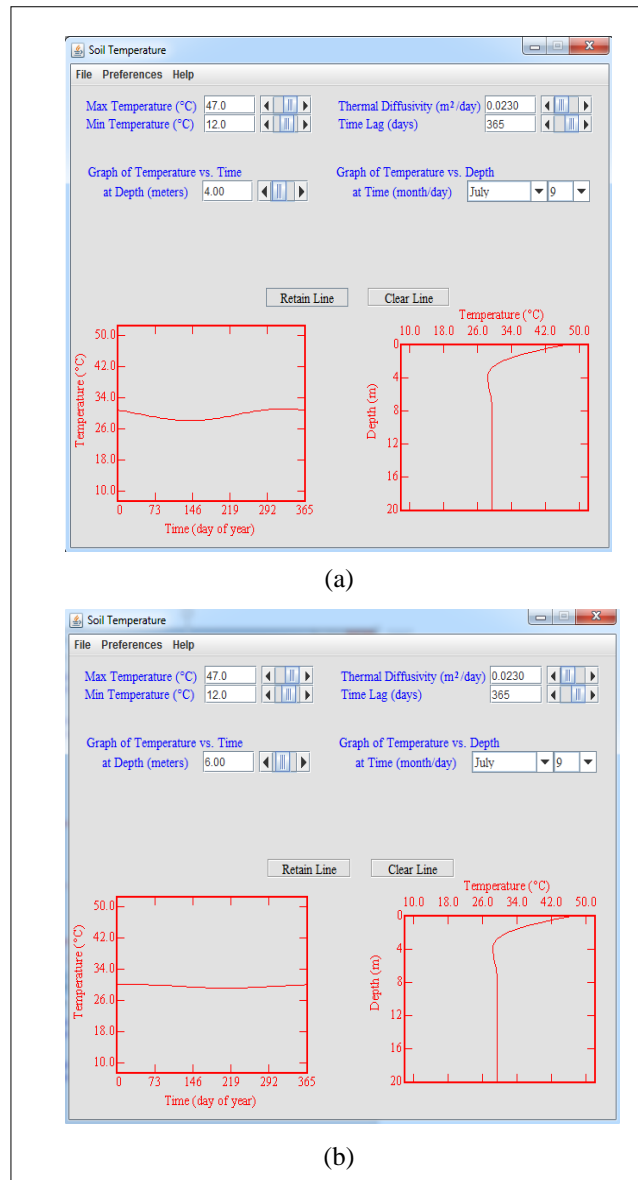 Soil Temperature
File Preferences Help
Max Temperature (°C) 47.0
Thermal Diffusivity (m²/day) 0.0230
Min Temperature (°C) 12.0
Time Lag (days) 365
Graph of Temperature vs. Time
at Depth (meters) 4.00
Graph of Temperature vs. Depth
at Time (month/day) July 9
Retain Line Clear Line
Temperature (°C)
50.0
42.0
34.0
26.0
18.0
10.0
0 73 146 219 292 365
Time (day of year)
Temperature (°C)
10.0 18.0 26.0 34.0 42.0 50.0
Depth (m)
0
4
8
12
16
20
(a)
Soil Temperature
File Preferences Help
Max Temperature (°C) 47.0
Thermal Diffusivity (m²/day) 0.0230
Min Temperature (°C) 12.0
Time Lag (days) 365
Graph of Temperature vs. Time
at Depth (meters) 6.00
Graph of Temperature vs. Depth
at Time (month/day) July 9
Retain Line Clear Line
Temperature (°C)
50.0
42.0
34.0
26.0
18.0
10.0
0 73 146 219 292 365
Time (day of year)
Temperature (°C)
10.0 18.0 26.0 34.0 42.0 50.0
Depth (m)
0
4
8
12
16
20
(b)